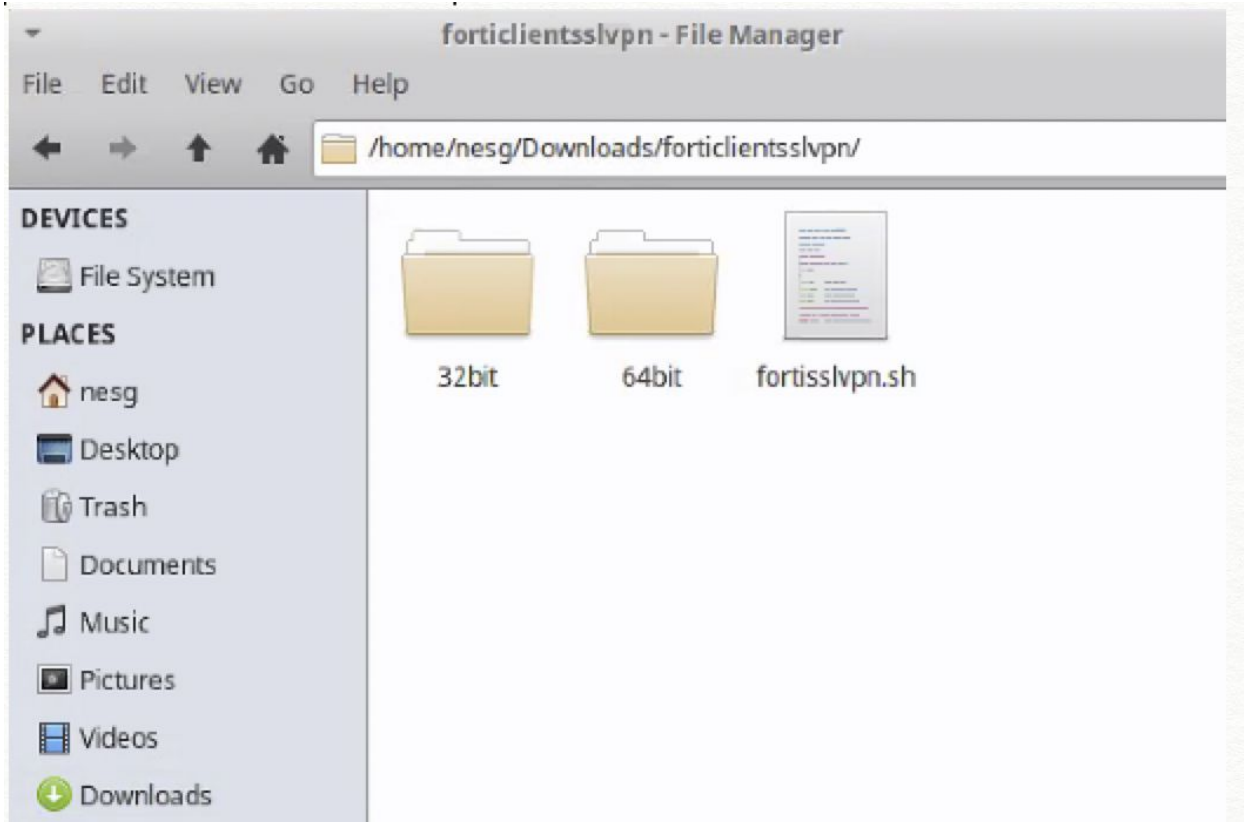 forticlientsslvpn - File Manager
File Edit View Go Help
/home/nesg/Downloads/forticlientsslvpn/
DEVICES
File System
PLACES
nesg
Desktop
Trash
Documents
Music
Pictures
Videos
Downloads
32bit 64bit fortisslvpn.sh